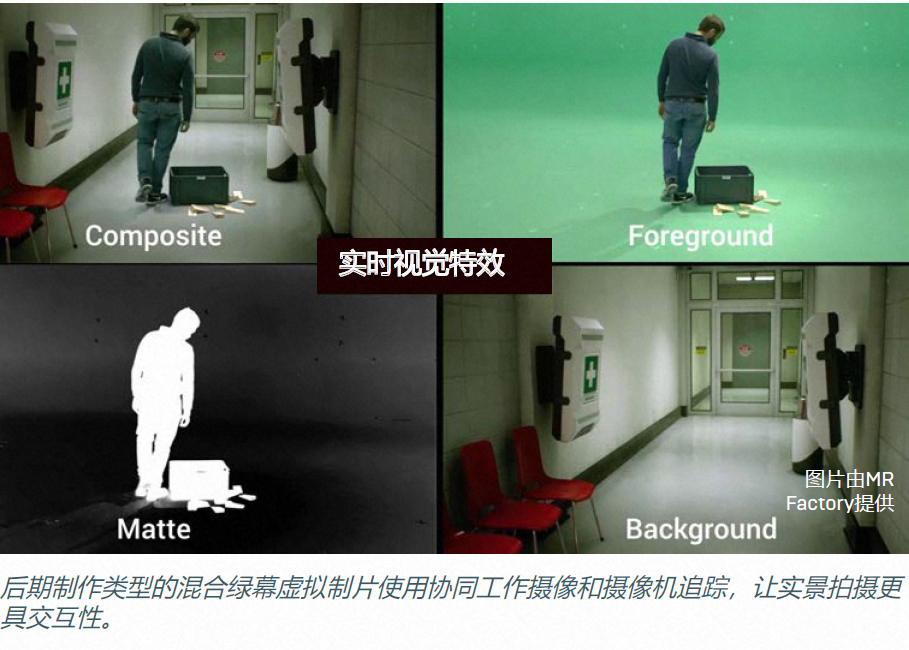 Composite
Foreground
实时视觉特效
Matte
Background
图片由MR
Factory提供
后期制作类型的混合绿幕虚拟制片使用协同工作摄像和摄像机追踪，让实景拍摄更
具交互性。